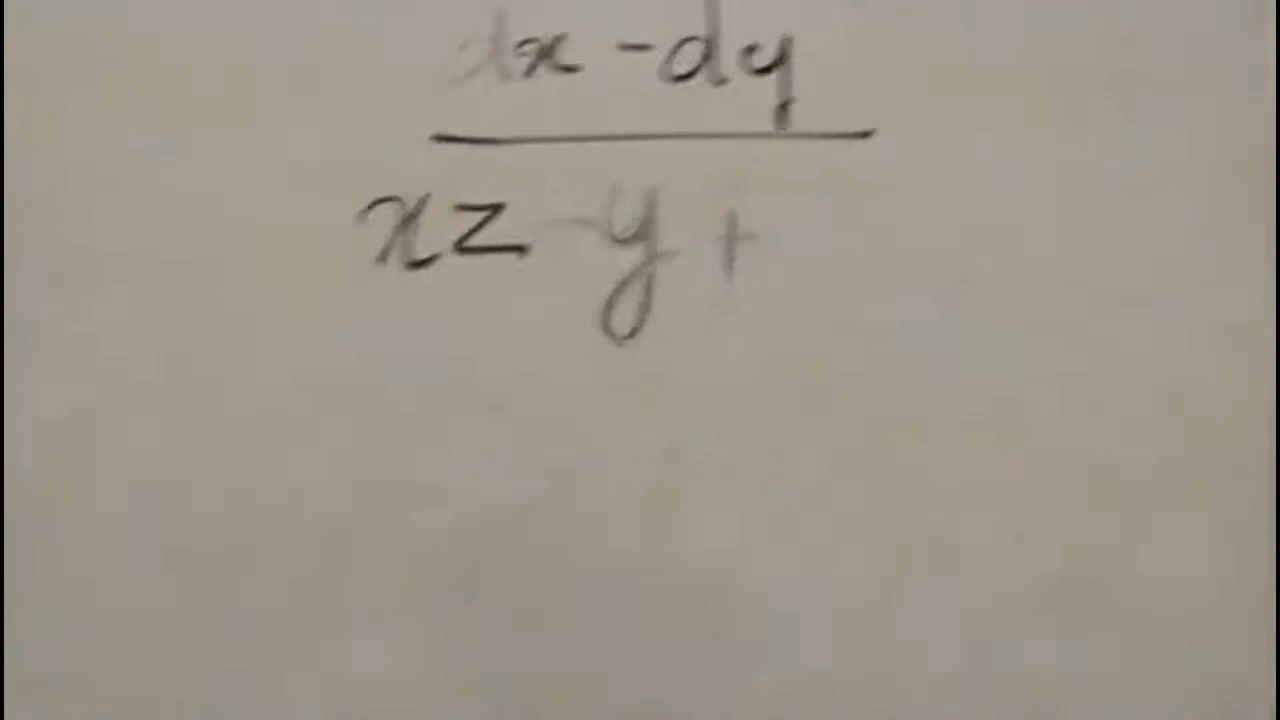 dx - dy
xz - y +